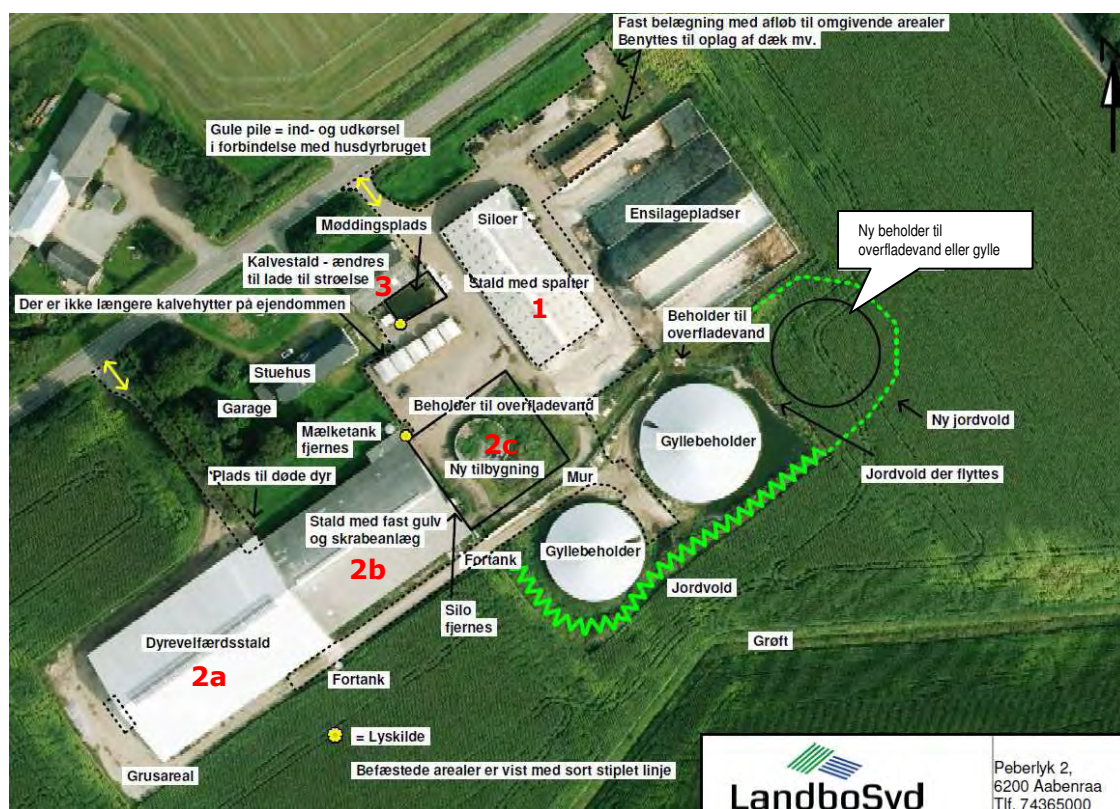 Fast belægning med afløb til omgivende arealer
Benyttes til oplag af dæk mv.
Gule pile = ind- og udkørsel
i forbindelse med husdyrbruget
Møddingsplads
Siloer
Ensilagepladser
Ny beholder til
overfladevand eller gylle
Kalvestald - ændres
til lade til strøelse
3
Stald med spalter
1
Der er ikke længere kalvehytter på ejendommen
Beholder til
overfladevand
Stuehus
Garage
Beholder til overfladevand
Ny jordvold
Mælketank
fjernes
2c
Gyllebeholder
Ny tilbygning
Mur
Jordvold der flyttes
Plads til døde dyr
Stald med fast gulv
og skrabeanlæg
2b
Fortank
Gyllebeholder
Jordvold
Silo
fjernes
Grøft
Dyrevelfærdsstald
2a
Fortank
= Lyskilde
Befæstede arealer er vist med sort stiplet linje
Grusareal
LandboSyd
Peberlyk 2,
6200 Aabenraa
Tlf. 74365000